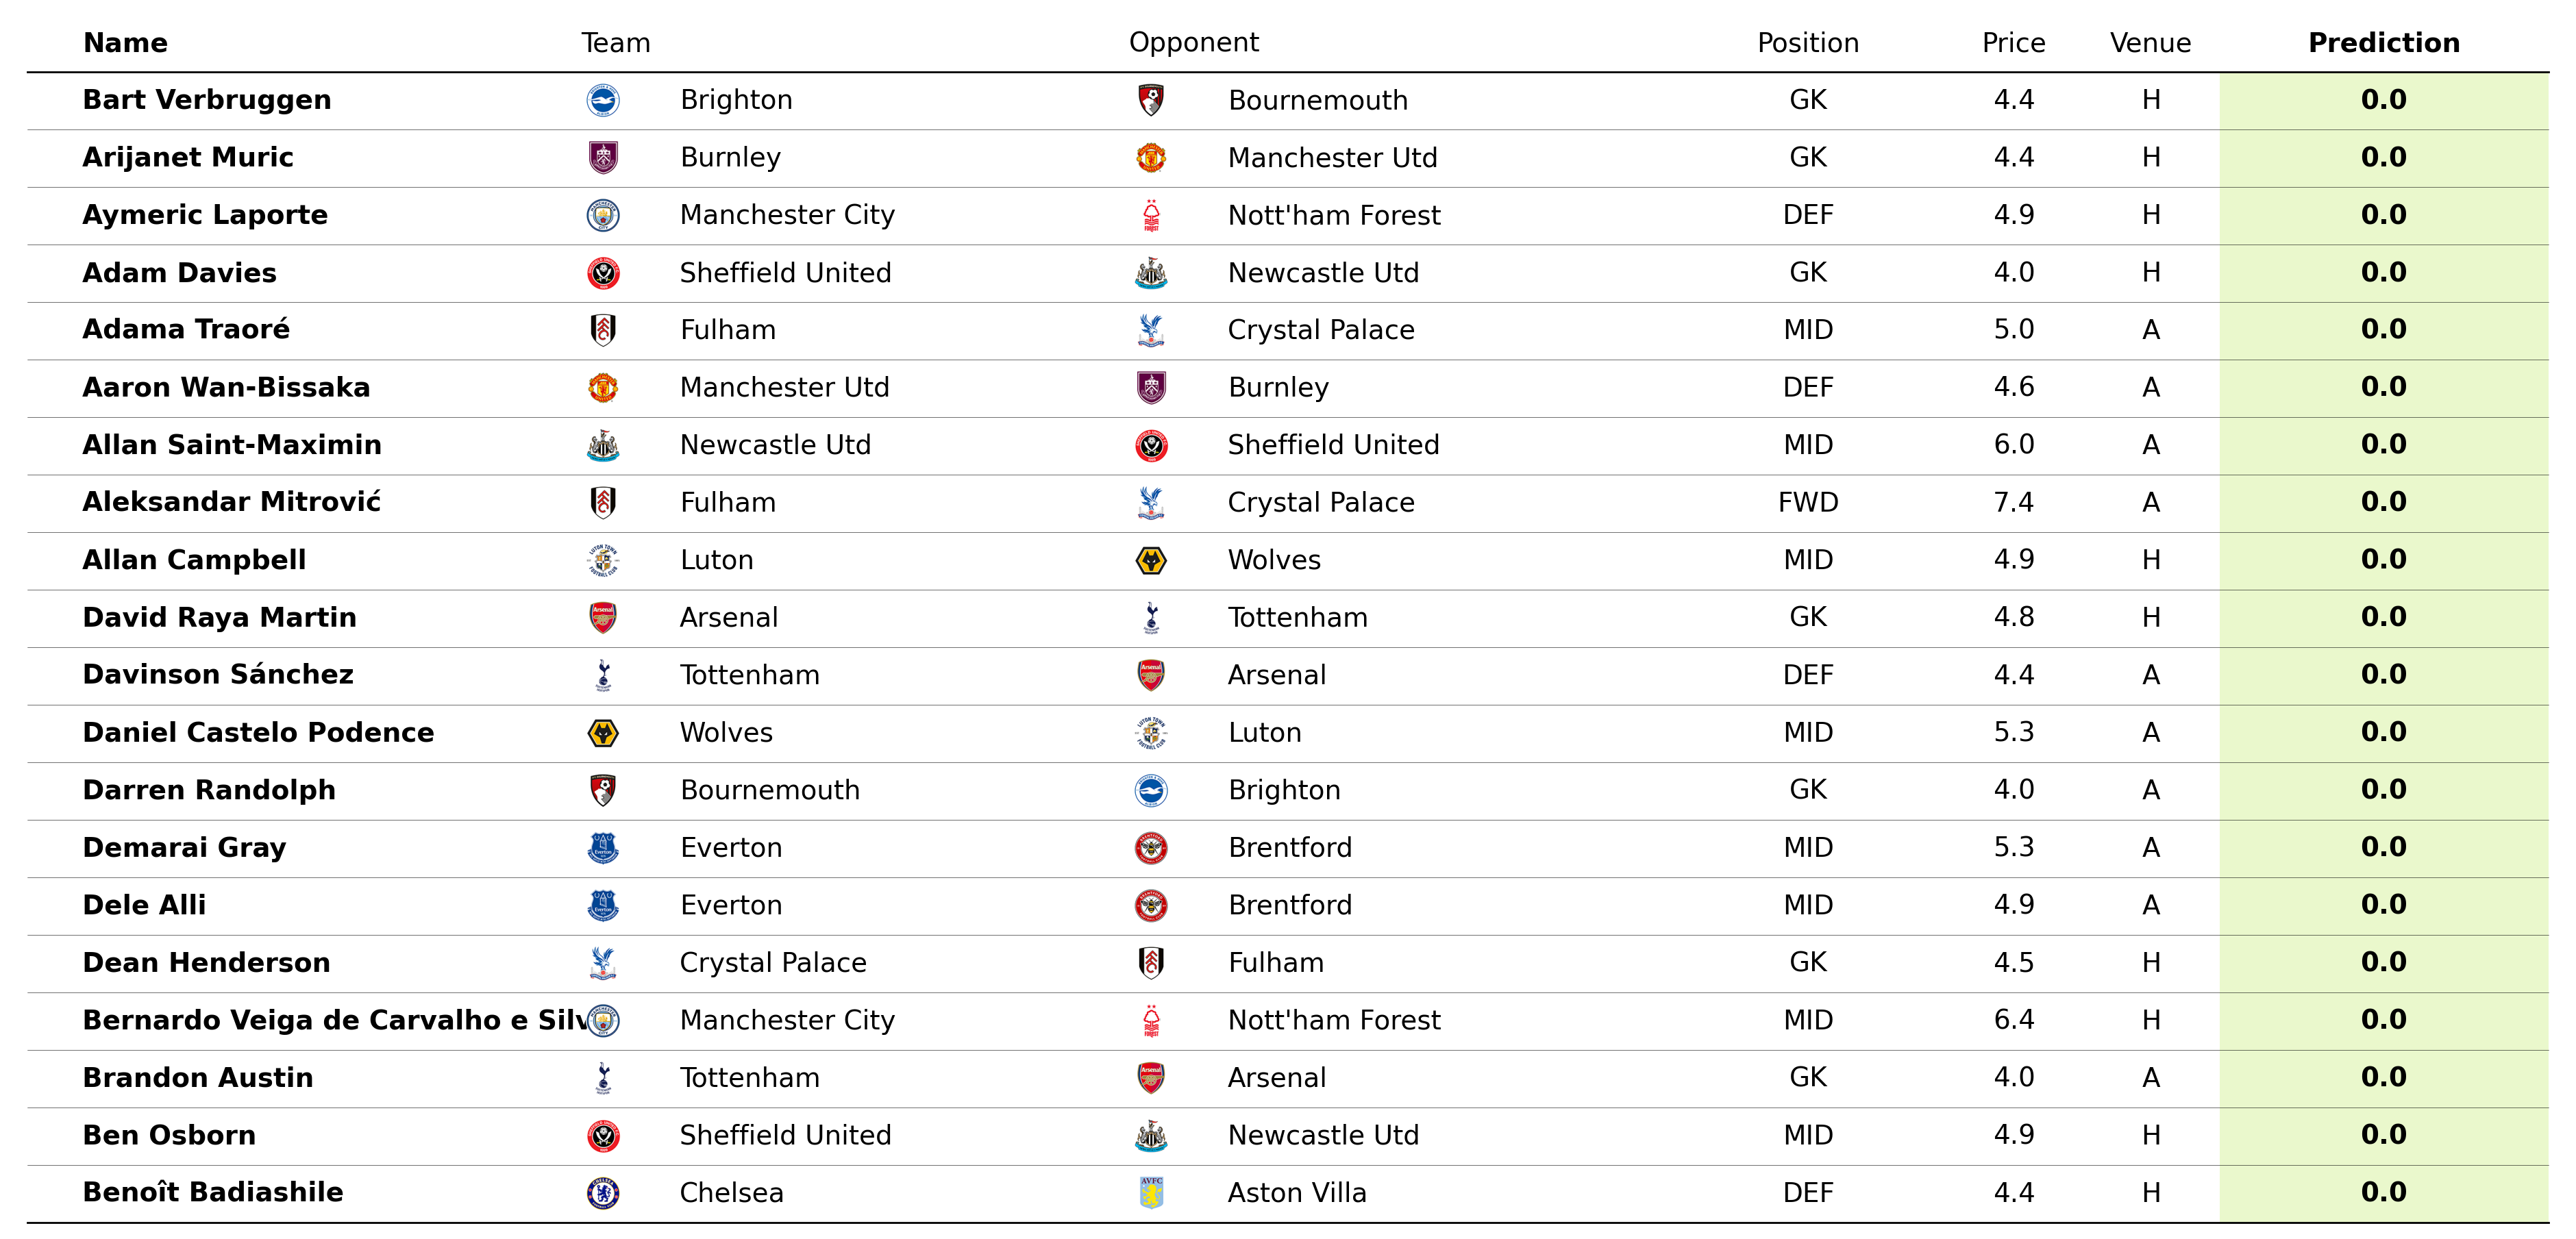 Name Team Opponent Position Price Venue Prediction
Bart Verbruggen Brighton Bournemouth GK 4.4 H 0.0
Arijanet Muric Burnley Manchester Utd GK 4.4 H 0.0
Aymeric Laporte Manchester City Nott'ham Forest DEF 4.9 H 0.0
Adam Davies Sheffield United Newcastle Utd GK 4.0 H 0.0
Adama Traoré Fulham Crystal Palace MID 5.0 A 0.0
Aaron Wan-Bissaka Manchester Utd Burnley DEF 4.6 A 0.0
Allan Saint-Maximin Newcastle Utd Sheffield United MID 6.0 A 0.0
Aleksandar Mitrović Fulham Crystal Palace FWD 7.4 A 0.0
Allan Campbell Luton Wolves MID 4.9 H 0.0
David Raya Martin Arsenal Tottenham GK 4.8 H 0.0
Davinson Sánchez Tottenham Arsenal DEF 4.4 A 0.0
Daniel Castelo Podence Wolves Luton MID 5.3 A 0.0
Darren Randolph Bournemouth Brighton GK 4.0 A 0.0
Demarai Gray Everton Brentford MID 5.3 A 0.0
Dele Alli Everton Brentford MID 4.9 A 0.0
Dean Henderson Crystal Palace Fulham GK 4.5 H 0.0
Bernardo Veiga de Carvalho e Silv Manchester City Nott'ham Forest MID 6.4 H 0.0
Brandon Austin Tottenham Arsenal GK 4.0 A 0.0
Ben Osborn Sheffield United Newcastle Utd MID 4.9 H 0.0
Benoît Badiashile Chelsea Aston Villa DEF 4.4 H 0.0